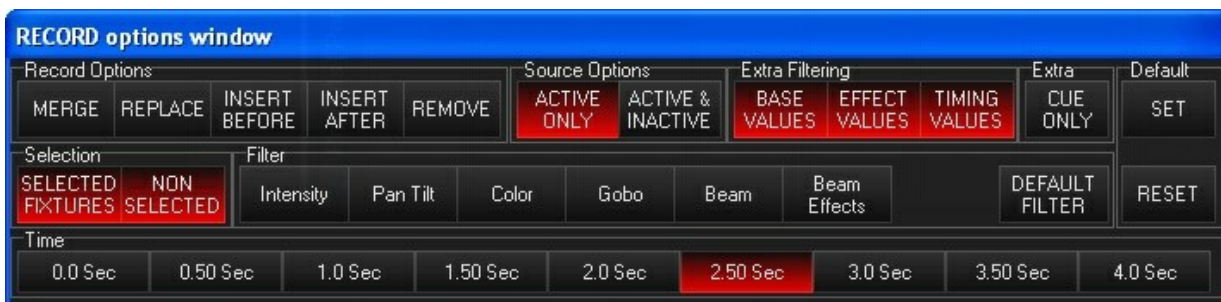 RECORD options window
Record Options
Source Options
Extra Filtering
Extra
Default
MERGE
REPLACE
INSERT
BEFORE
INSERT
AFTER
REMOVE
ACTIVE
ONLY
ACTIVE &
INACTIVE
BASE
VALUES
EFFECT
VALUES
TIMING
VALUES
CUE
ONLY
SET
Selection
Filter
SELECTED
FIXTURES
NON
SELECTED
Intensity
Pan Tilt
Color
Gobo
Beam
Beam
Effects
DEFAULT
FILTER
RESET
Time
0.0 Sec
0.50 Sec
1.0 Sec
1.50 Sec
2.0 Sec
2.50 Sec
3.0 Sec
3.50 Sec
4.0 Sec